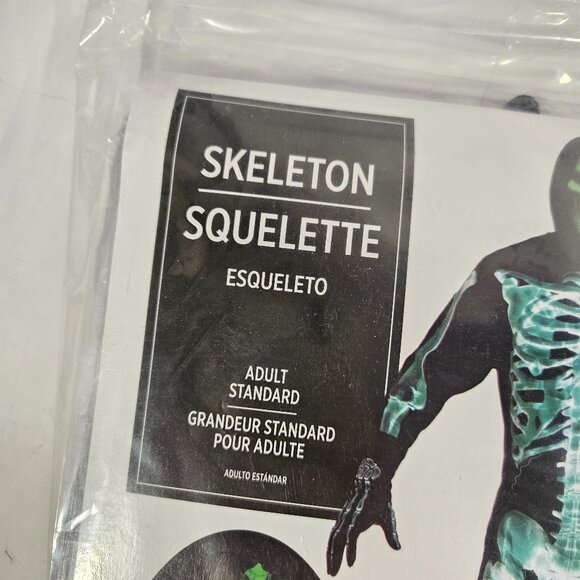 SKELETON
SQUELETTE
ESQUELETO
ADULT
STANDARD
GRANDEUR STANDARD
POUR ADULTE
ADULTO ESTÁNDAR